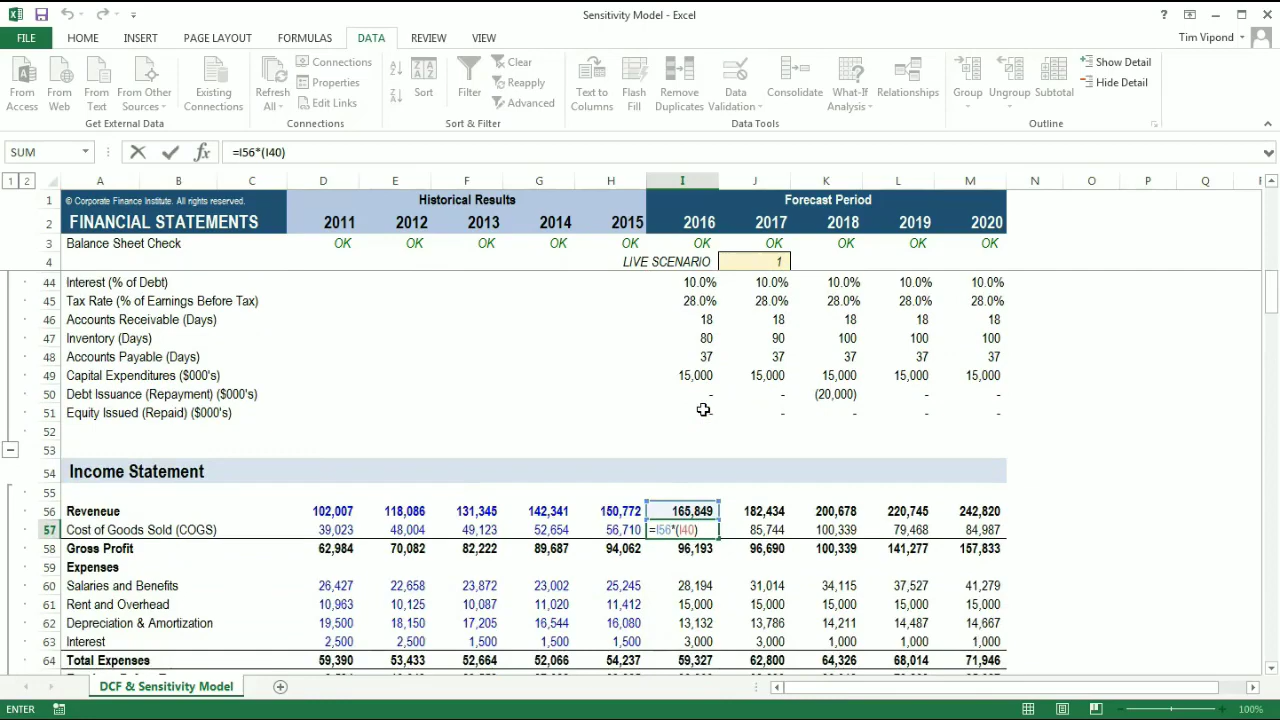 Sensitivity Model - Excel
FILE HOME INSERT PAGE LAYOUT FORMULAS DATA REVIEW VIEW Tim Vipond
From Access From Web From Text From Other Sources Existing Connections Refresh All Connections Properties Edit Links Sort Filter Clear Reapply Advanced Text to Columns Flash Fill Remove Duplicates Data Validation Consolidate What-If Analysis Relationships Group Ungroup Subtotal Show Detail Hide Detail
Get External Data Connections Sort & Filter Data Tools Outline
SUM =I56*(I40)
1 2 A B C D E F G H I J K L M N O P Q
1 © Corporate Finance Institute. All rights reserved. Historical Results Forecast Period
2 FINANCIAL STATEMENTS 2011 2012 2013 2014 2015 2016 2017 2018 2019 2020
3 Balance Sheet Check OK OK OK OK OK OK OK OK OK OK
4 LIVE SCENARIO 1
44 Interest (% of Debt) 10.0% 10.0% 10.0% 10.0% 10.0%
45 Tax Rate (% of Earnings Before Tax) 28.0% 28.0% 28.0% 28.0% 28.0%
46 Accounts Receivable (Days) 18 18 18 18 18
47 Inventory (Days) 80 90 100 100 100
48 Accounts Payable (Days) 37 37 37 37 37
49 Capital Expenditures ($000's) 15,000 15,000 15,000 15,000 15,000
50 Debt Issuance (Repayment) ($000's) - - (20,000) - -
51 Equity Issued (Repaid) ($000's) - - - - -
52
53
54 Income Statement
55
56 Reveneue 102,007 118,086 131,345 142,341 150,772 165,849 182,434 200,678 220,745 242,820
57 Cost of Goods Sold (COGS) 39,023 48,004 49,123 52,654 56,710 =I56*(I40) 85,744 100,339 79,468 84,987
58 Gross Profit 62,984 70,082 82,222 89,687 94,062 96,193 96,690 100,339 141,277 157,833
59 Expenses
60 Salaries and Benefits 26,427 22,658 23,872 23,002 25,245 28,194 31,014 34,115 37,527 41,279
61 Rent and Overhead 10,963 10,125 10,087 11,020 11,412 15,000 15,000 15,000 15,000 15,000
62 Depreciation & Amortization 19,500 18,150 17,205 16,544 16,080 13,132 13,786 14,211 14,487 14,667
63 Interest 2,500 2,500 1,500 1,500 1,500 3,000 3,000 1,000 1,000 1,000
64 Total Expenses 59,390 53,433 52,664 52,066 54,237 59,327 62,800 64,326 68,014 71,946
DCF & Sensitivity Model
ENTER 100%